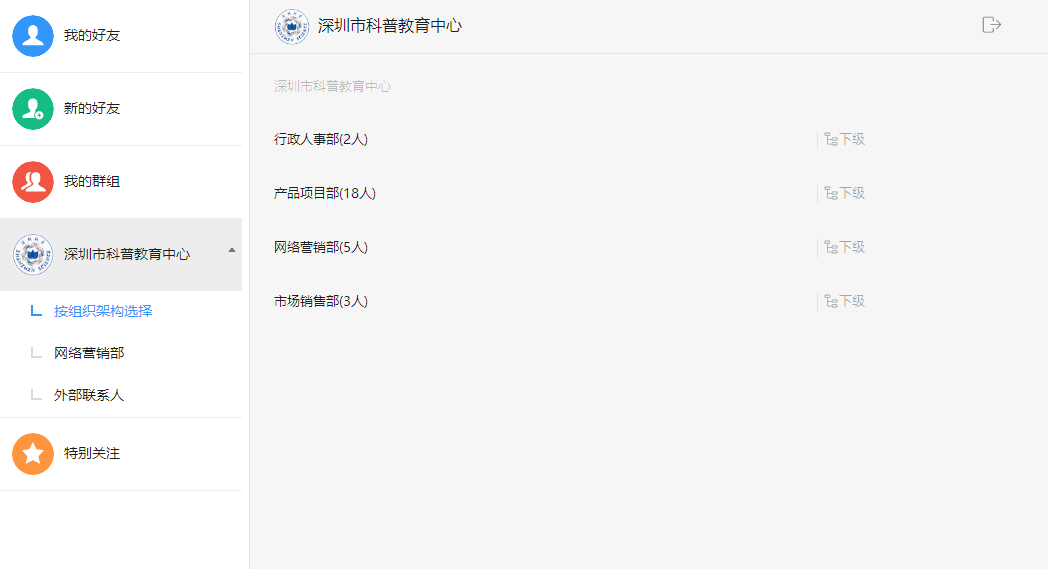 我的好友
新的好友
我的群组
深圳市科普教育中心
按组织架构选择
网络营销部
外部联系人
特别关注
深圳市科普教育中心
深圳市科普教育中心
行政人事部(2人)
下级
产品项目部(18人)
下级
网络营销部(5人)
下级
市场销售部(3人)
下级